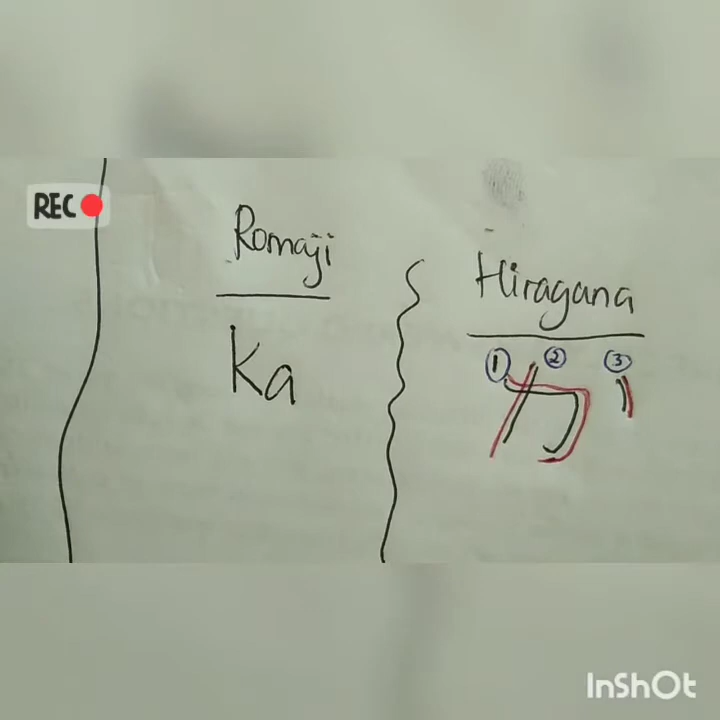 REC
Romaji
Ka
Hiragana
① ② ③
か
InShOt